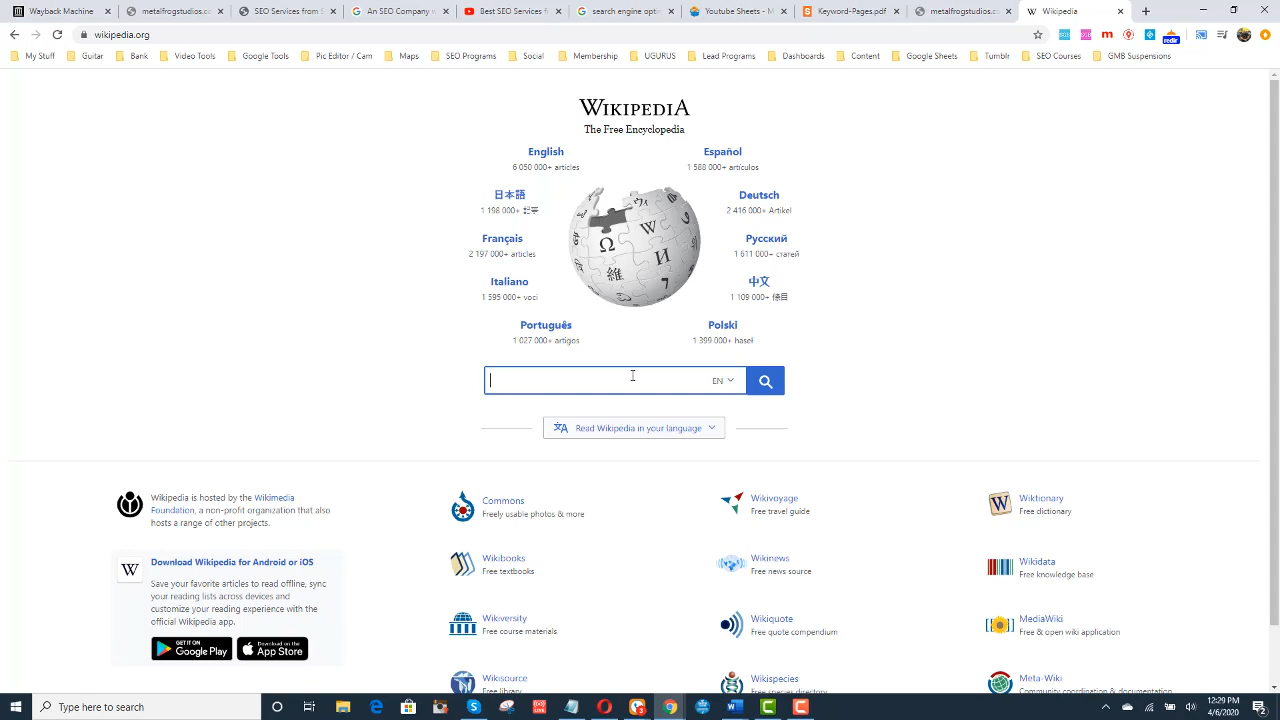 Wayback Machine
metalfrogstudios.c
SEO Services from
An SEO Company v
Best SEO Services
search engine opti
Youtube Sheets - M
Keyword-Pages.pdf
metalfrogstudios.co
Wikipedia
wikipedia.org
My Stuff
Guitar
Bank
Video Tools
Google Tools
Pic Editor / Cam
Maps
SEO Programs
Social
Membership
UGURUS
Lead Programs
Dashboards
Content
Google Sheets
Tumblr
SEO Courses
GMB Suspensions
WIKIPEDIA
The Free Encyclopedia
English
6 050 000+ articles
Español
1 588 000+ artículos
日本語
1 198 000+ 記事
Deutsch
2 416 000+ Artikel
Français
2 197 000+ articles
Русский
1 611 000+ статей
Italiano
1 595 000+ voci
中文
1 109 000+ 條目
Português
1 027 000+ artigos
Polski
1 399 000+ haseł
EN
Read Wikipedia in your language
Wikipedia is hosted by the Wikimedia
Foundation, a non-profit organization that also
hosts a range of other projects.
Download Wikipedia for Android or iOS
Save your favorite articles to read offline, sync
your reading lists across devices and
customize your reading experience with the
official Wikipedia app.
GET IT ON
Google Play
Download on the
App Store
Commons
Freely usable photos & more
Wikivoyage
Free travel guide
Wiktionary
Free dictionary
Wikibooks
Free textbooks
Wikinews
Free news source
Wikidata
Free knowledge base
Wikiversity
Free course materials
Wikiquote
Free quote compendium
MediaWiki
Free & open wiki application
Wikisource
Free library
Wikispecies
Free species directory
Meta-Wiki
Community coordination & documentation
Type here to search
12:29 PM
4/6/2020